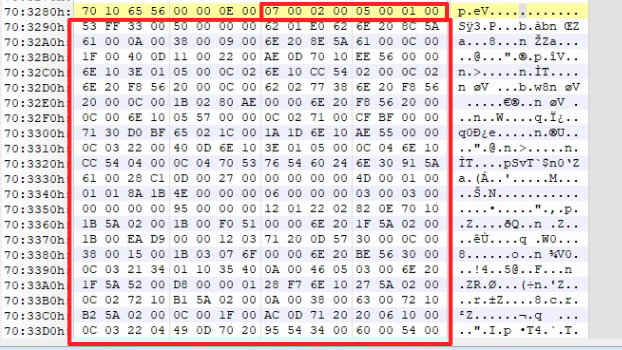 70:3280h: 70 10 65 56 00 00 0E 00 07 00 02 00 05 00 01 00 p.eV............
70:3290h: 53 FF 33 00 50 00 00 00 62 01 E0 62 6E 20 8C 5A Sÿ3.P...b.àbn ŒZ
70:32A0h: 61 00 0A 00 38 00 09 00 6E 20 8E 5A 61 00 0C 00 a...8...n ŽZa...
70:32B0h: 1F 00 40 0D 11 00 22 00 AE 0D 70 10 EE 56 00 00 ..@...".®.p.îV..
70:32C0h: 6E 10 3E 01 05 00 0C 02 6E 10 CC 54 02 00 0C 02 n.>.....n.ÌT....
70:32D0h: 6E 20 F8 56 20 00 0C 00 62 02 77 38 6E 20 F8 56 n øV ...b.w8n øV
70:32E0h: 20 00 0C 00 1B 02 80 AE 00 00 6E 20 F8 56 20 00  .....€®..n øV .
70:32F0h: 0C 00 6E 10 05 57 00 00 0C 02 71 00 CF BF 00 00 ..n..W....q.Ï¿..
70:3300h: 71 30 D0 BF 65 02 1C 00 1A 1D 6E 10 AE 55 00 00 q0Ð¿e.....n.®U..
70:3310h: 0C 03 22 00 40 0D 6E 10 3E 01 05 00 0C 04 6E 10 ..".@.n.>.....n.
70:3320h: CC 54 04 00 0C 04 70 53 76 54 60 24 6E 30 91 5A ÌT....pSvT`$n0‘Z
70:3330h: 61 00 28 C1 0D 00 27 00 00 00 00 00 4D 00 01 00 a.(Á..'.....M...
70:3340h: 01 01 8A 1B 4E 00 00 00 06 00 00 00 03 00 03 00 ..Š.N...........
70:3350h: 00 00 00 00 95 00 00 00 12 01 22 02 82 0E 70 10 ....•.....".‚.p.
70:3360h: 1B 5A 02 00 1B 00 F0 51 00 00 6E 20 1F 5A 02 00 .Z....ðQ..n .Z..
70:3370h: 1B 00 EA D9 00 00 12 03 71 20 0D 57 30 00 0C 00 ..êÙ....q .W0...
70:3380h: 38 00 15 00 1B 03 07 6F 00 00 6E 20 BE 56 30 00 8......o..n ¾V0.
70:3390h: 0C 03 21 34 01 10 35 40 0A 00 46 05 03 00 6E 20 ..!4..5@..F...n 
70:33A0h: 1F 5A 52 00 D8 00 00 01 28 F7 6E 10 27 5A 02 00 .ZR.Ø...(÷n.'Z..
70:33B0h: 0C 02 72 10 B1 5A 02 00 0A 00 38 00 63 00 72 10 ..r.±Z....8.c.r.
70:33C0h: B2 5A 02 00 0C 00 1F 00 AC 0D 71 20 20 06 10 00 ²Z......¬.q  ...
70:33D0h: 0C 03 22 04 49 0D 70 20 95 54 34 00 60 00 54 00 ..".I.p •T4.`.T.